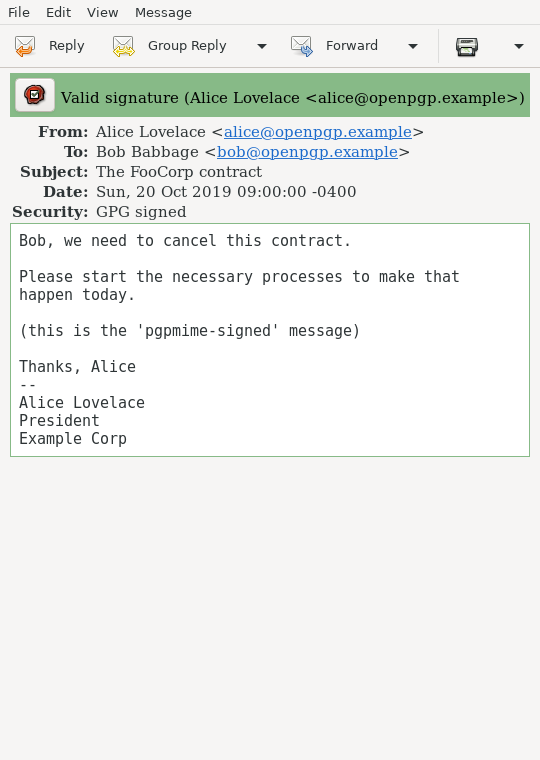 File Edit View Message
Reply Group Reply Forward
Valid signature (Alice Lovelace <alice@openpgp.example>)
From: Alice Lovelace <alice@openpgp.example>
To: Bob Babbage <bob@openpgp.example>
Subject: The FooCorp contract
Date: Sun, 20 Oct 2019 09:00:00 -0400
Security: GPG signed
Bob, we need to cancel this contract.
Please start the necessary processes to make that
happen today.
(this is the 'pgpmime-signed' message)
Thanks, Alice
--
Alice Lovelace
President
Example Corp